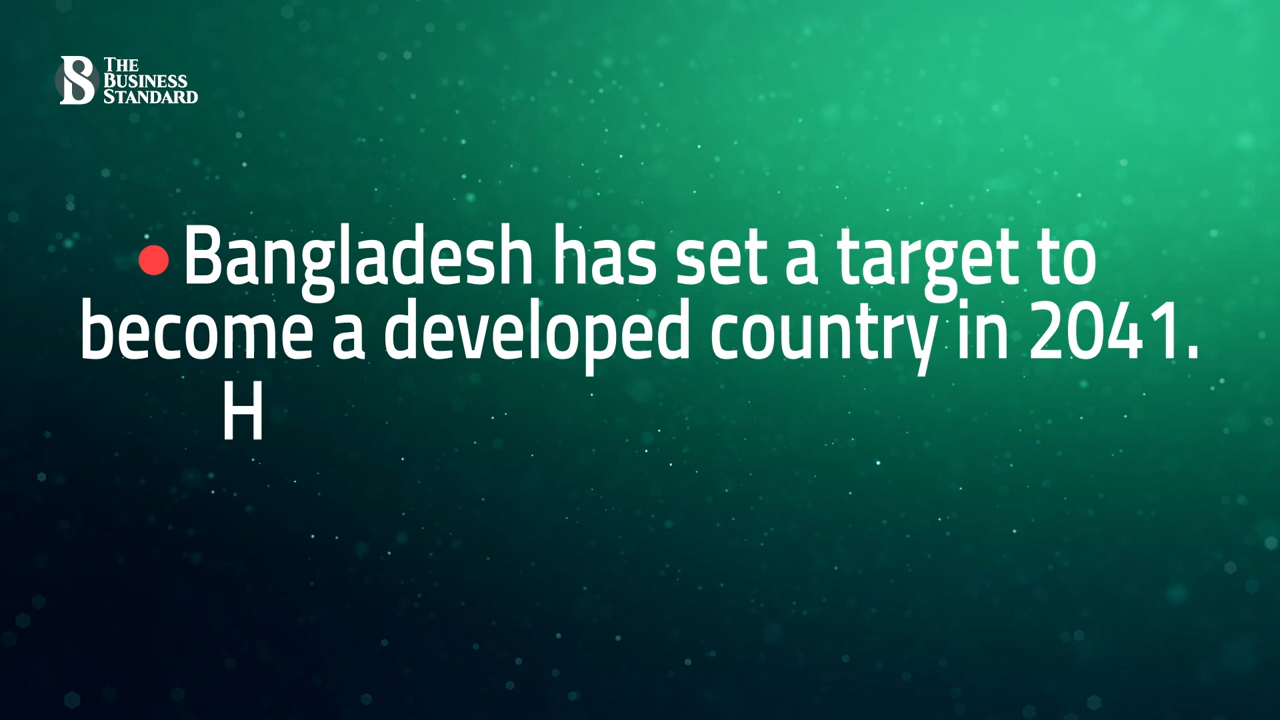 THE
BUSINESS
STANDARD
Bangladesh has set a target to
become a developed country in 2041.
H